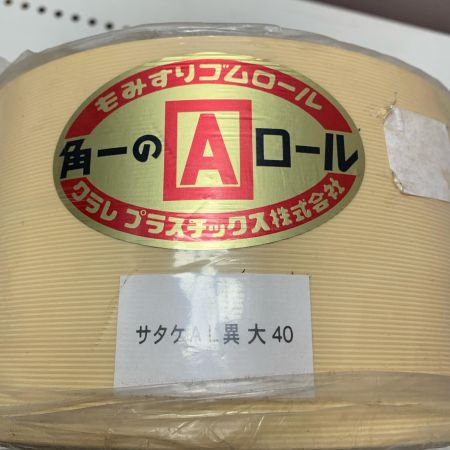 もみすりゴムロール
角一のAロール
クラレプラスチックス株式会社
サタケAL異 大40